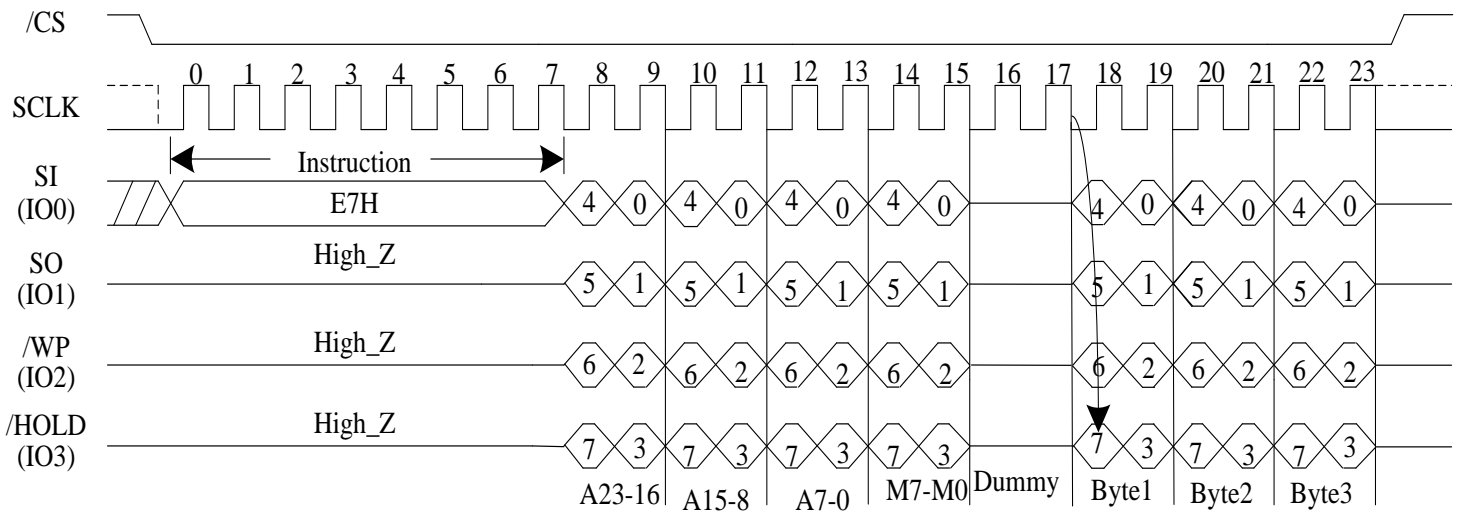 /CS
0 1 2 3 4 5 6 7 8 9 10 11 12 13 14 15 16 17 18 19 20 21 22 23
SCLK
Instruction
SI
(IO0)
E7H
4 0 4 0 4 0 4 0 4 0 4 0 4 0
High_Z
SO
(IO1)
5 1 5 1 5 1 5 1 5 1 5 1 5 1
High_Z
/WP
(IO2)
6 2 6 2 6 2 6 2 6 2 6 2 6 2
High_Z
/HOLD
(IO3)
7 3 7 3 7 3 7 3 7 3 7 3 7 3
A23-16 A15-8 A7-0 M7-M0 Dummy Byte1 Byte2 Byte3